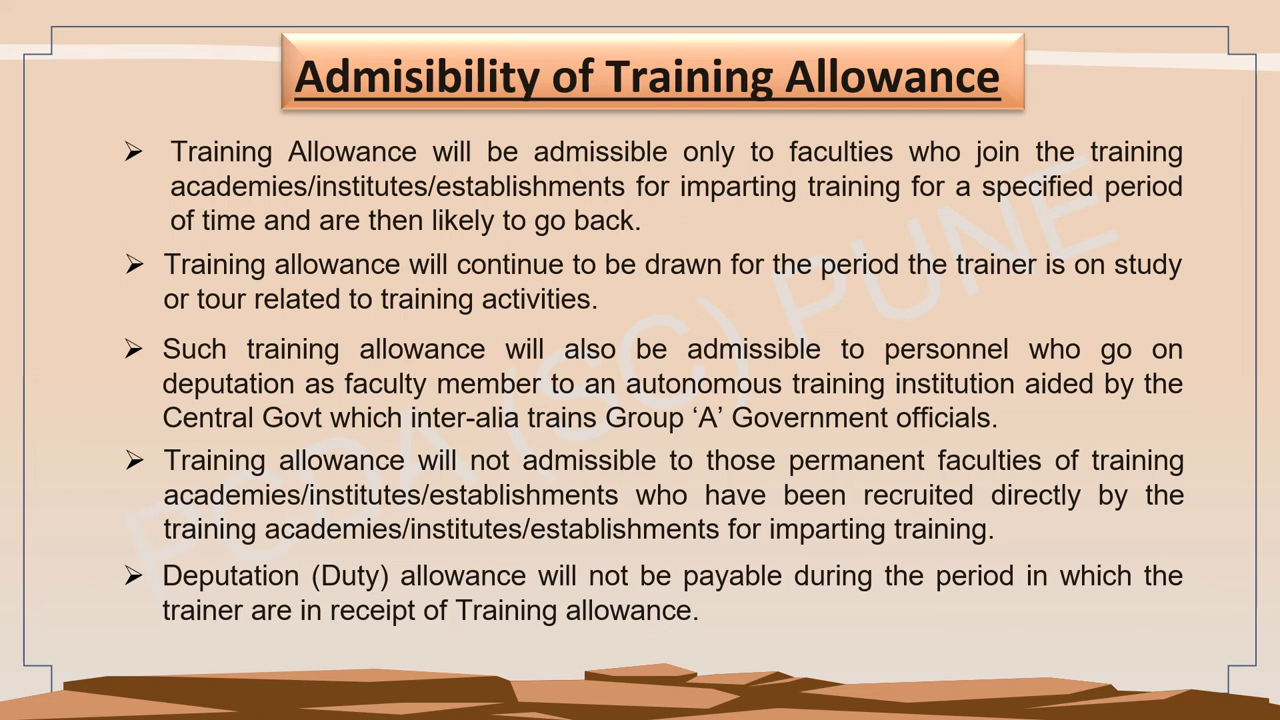 Admisibility of Training Allowance
➢ Training Allowance will be admissible only to faculties who join the training
academies/institutes/establishments for imparting training for a specified period
of time and are then likely to go back.
➢ Training allowance will continue to be drawn for the period the trainer is on study
or tour related to training activities.
➢ Such training allowance will also be admissible to personnel who go on
deputation as faculty member to an autonomous training institution aided by the
Central Govt which inter-alia trains Group ‘A’ Government officials.
➢ Training allowance will not admissible to those permanent faculties of training
academies/institutes/establishments who have been recruited directly by the
training academies/institutes/establishments for imparting training.
➢ Deputation (Duty) allowance will not be payable during the period in which the
trainer are in receipt of Training allowance.
PCDA (SC) PUNE